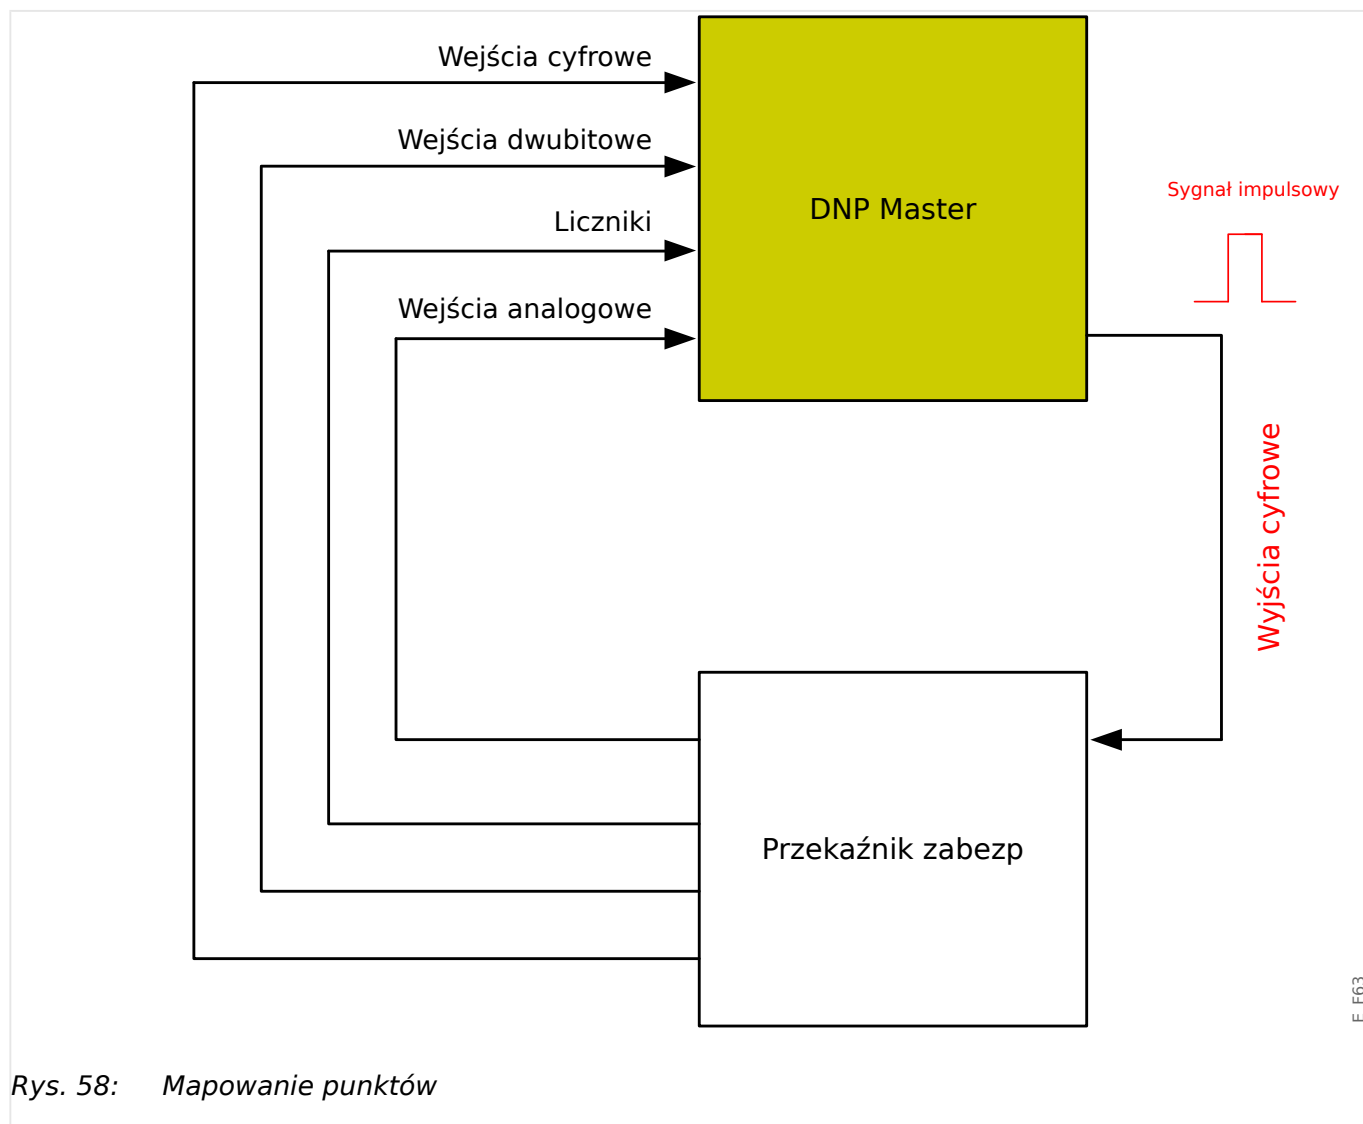 Wejścia cyfrowe
Wejścia dwubitowe
Liczniki
Wejścia analogowe
DNP Master
Sygnał impulsowy
Wyjścia cyfrowe
Przekaźnik zabezp
Rys. 58: Mapowanie punktów